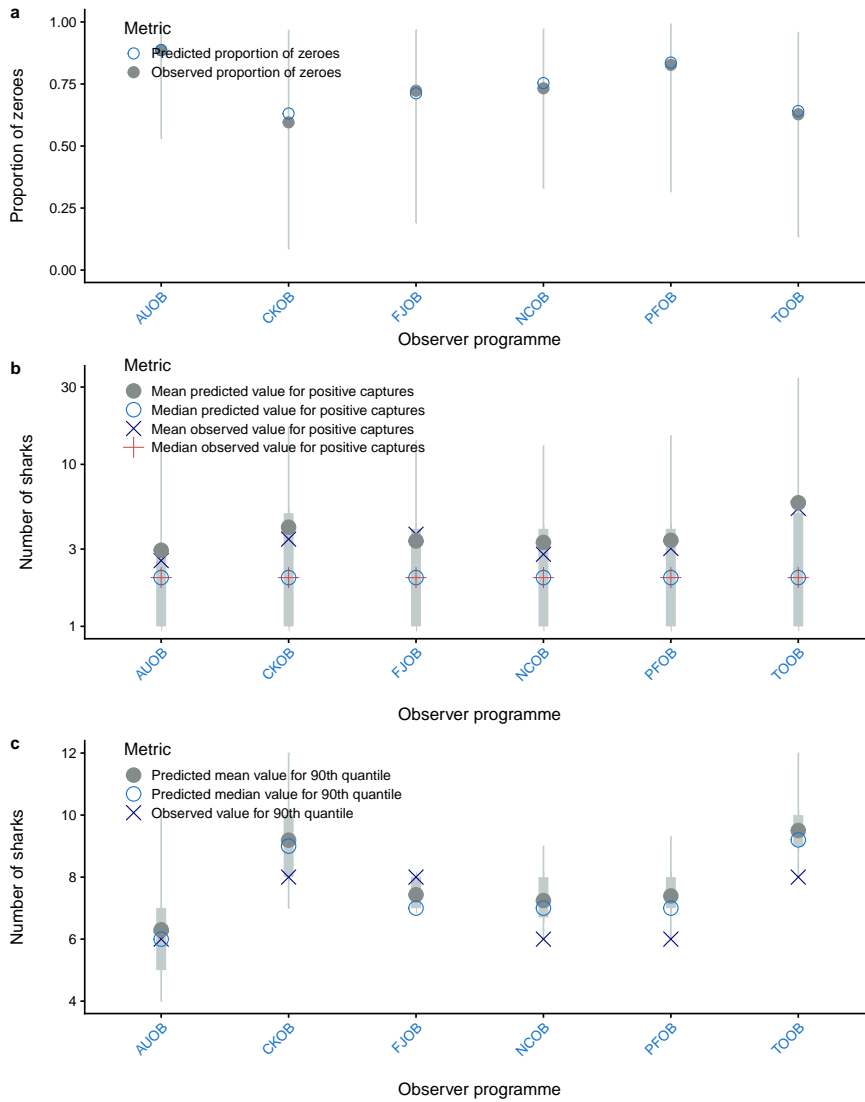 a
Metric
Predicted proportion of zeroes
Observed proportion of zeroes
1.00
0.75
0.50
0.25
0.00
Proportion of zeroes
AUOB
CKOB
FJOB
NCOB
PFOB
TOOB
Observer programme
b
Metric
Mean predicted value for positive captures
Median predicted value for positive captures
Mean observed value for positive captures
Median observed value for positive captures
30
10
3
1
Number of sharks
AUOB
CKOB
FJOB
NCOB
PFOB
TOOB
Observer programme
c
Metric
Predicted mean value for 90th quantile
Predicted median value for 90th quantile
Observed value for 90th quantile
12
10
8
6
4
Number of sharks
AUOB
CKOB
FJOB
NCOB
PFOB
TOOB
Observer programme